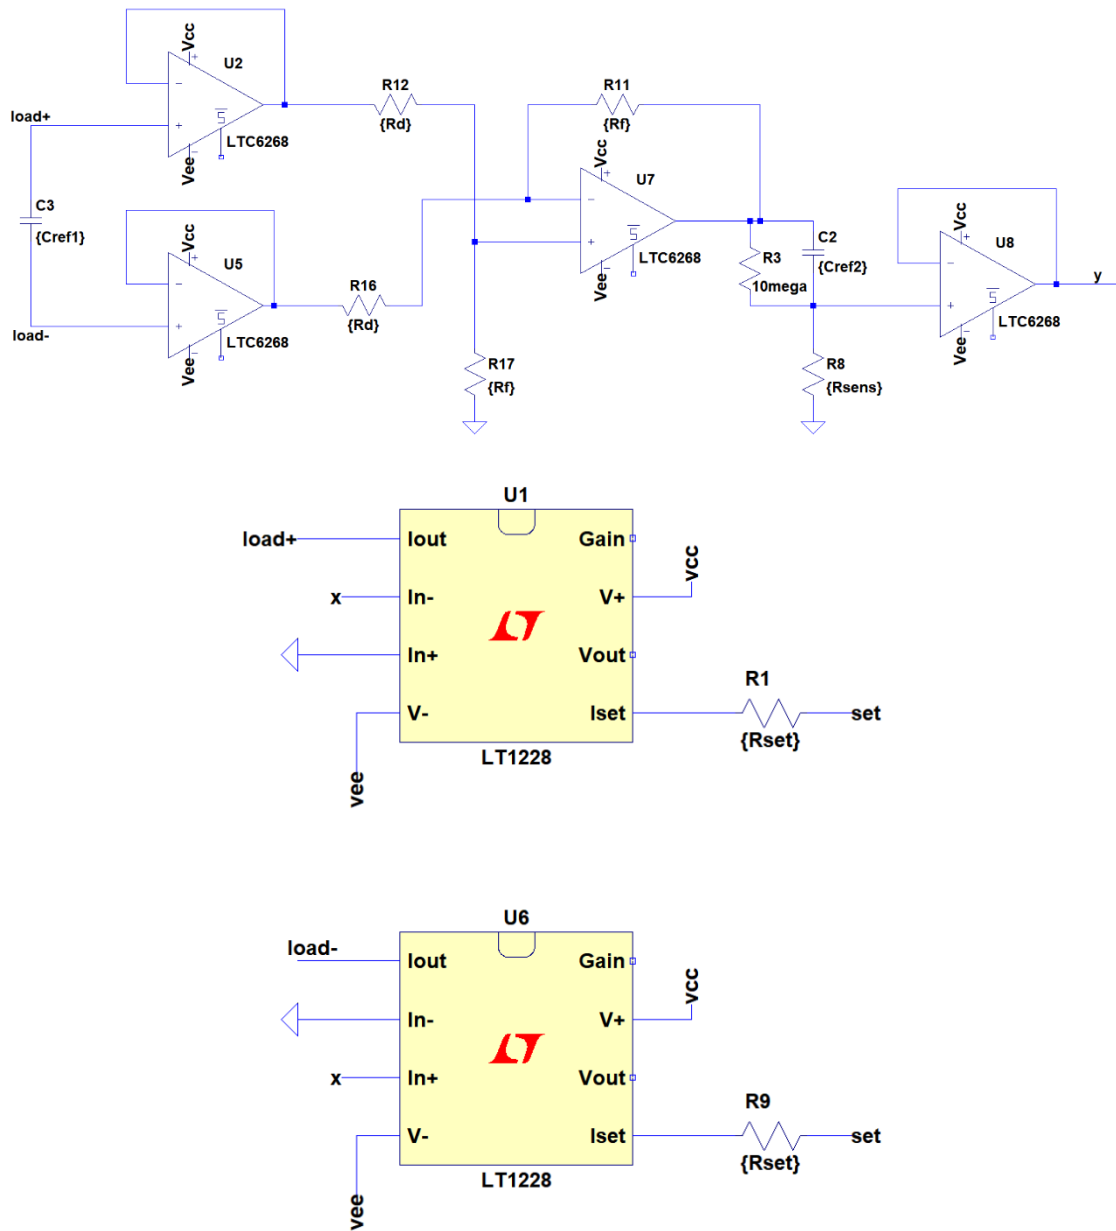 Vcc
U2
S
LTC6268
Vee
load+
C3
{Cref1}
load-
Vcc
U5
S
LTC6268
Vee
R12
{Rd}
R16
{Rd}
R17
{Rf}
R11
{Rf}
Vcc
U7
S
LTC6268
Vee
R3
10mega
C2
{Cref2}
R8
{Rsens}
Vcc
U8
S
LTC6268
Vee
y
U1
load+ Iout Gain
x In- V+ vcc
In+ Vout
V- Iset
R1
{Rset}
set
vee
LT1228
U6
load- Iout Gain
In- V+ vcc
x In+ Vout
V- Iset
R9
{Rset}
set
vee
LT1228